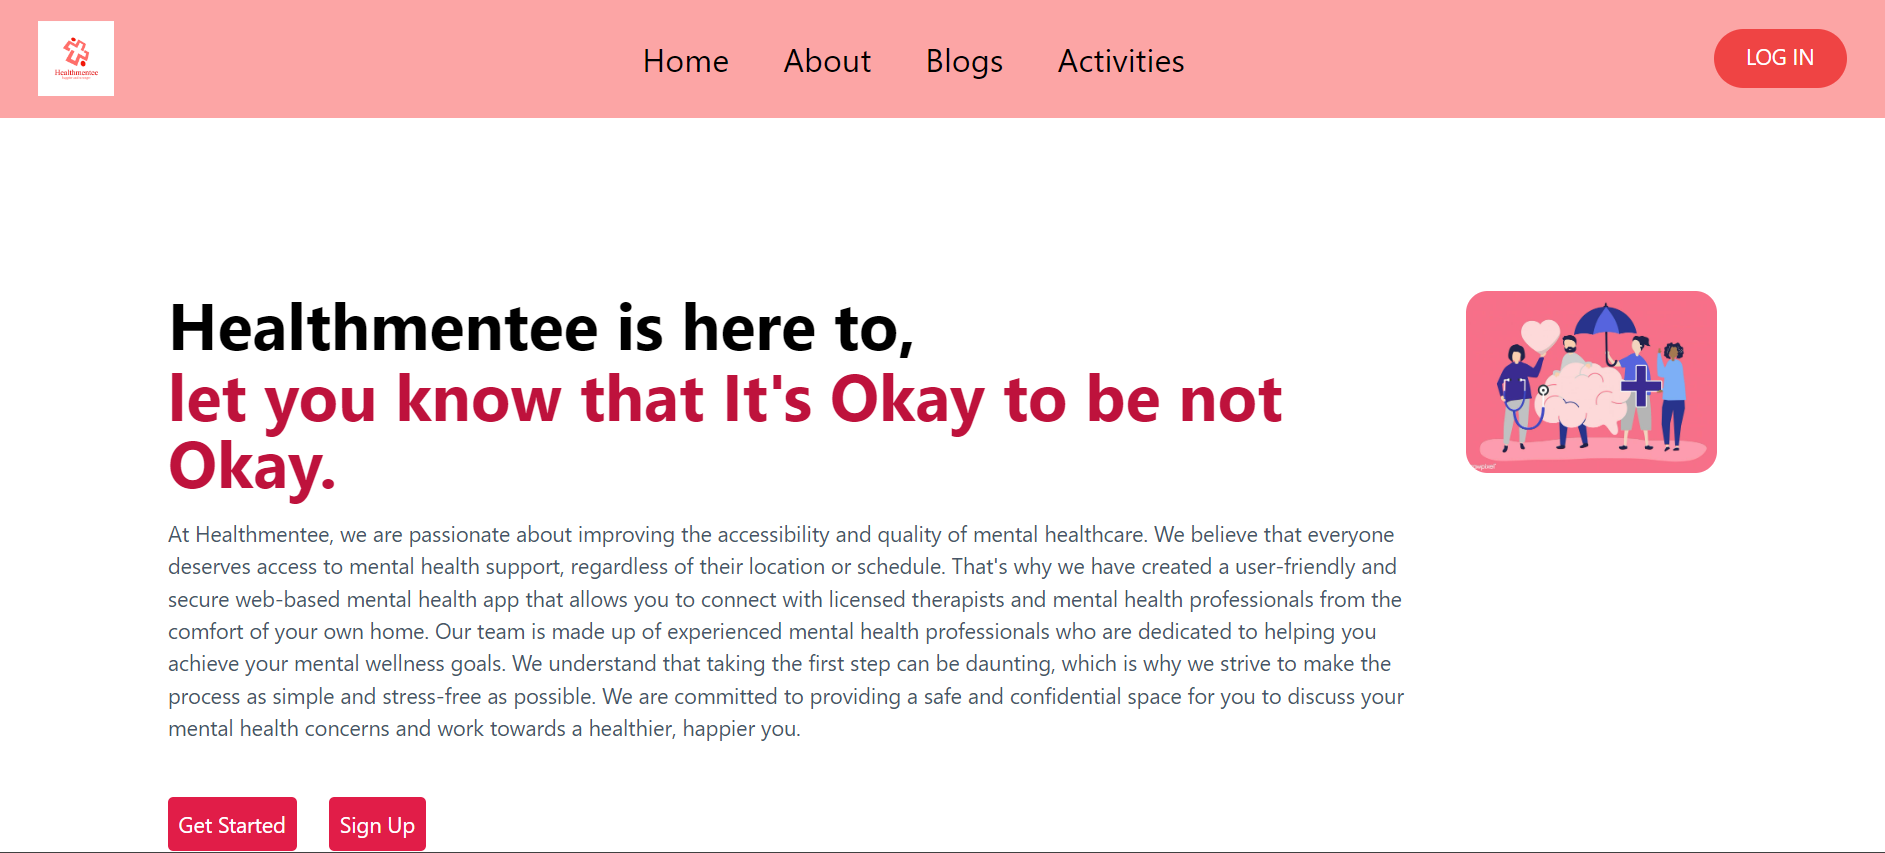 Healthmentee
Home
About
Blogs
Activities
LOG IN
Healthmentee is here to,
let you know that It's Okay to be not
Okay.
At Healthmentee, we are passionate about improving the accessibility and quality of mental healthcare. We believe that everyone
deserves access to mental health support, regardless of their location or schedule. That's why we have created a user-friendly and
secure web-based mental health app that allows you to connect with licensed therapists and mental health professionals from the
comfort of your own home. Our team is made up of experienced mental health professionals who are dedicated to helping you
achieve your mental wellness goals. We understand that taking the first step can be daunting, which is why we strive to make the
process as simple and stress-free as possible. We are committed to providing a safe and confidential space for you to discuss your
mental health concerns and work towards a healthier, happier you.
Get Started
Sign Up